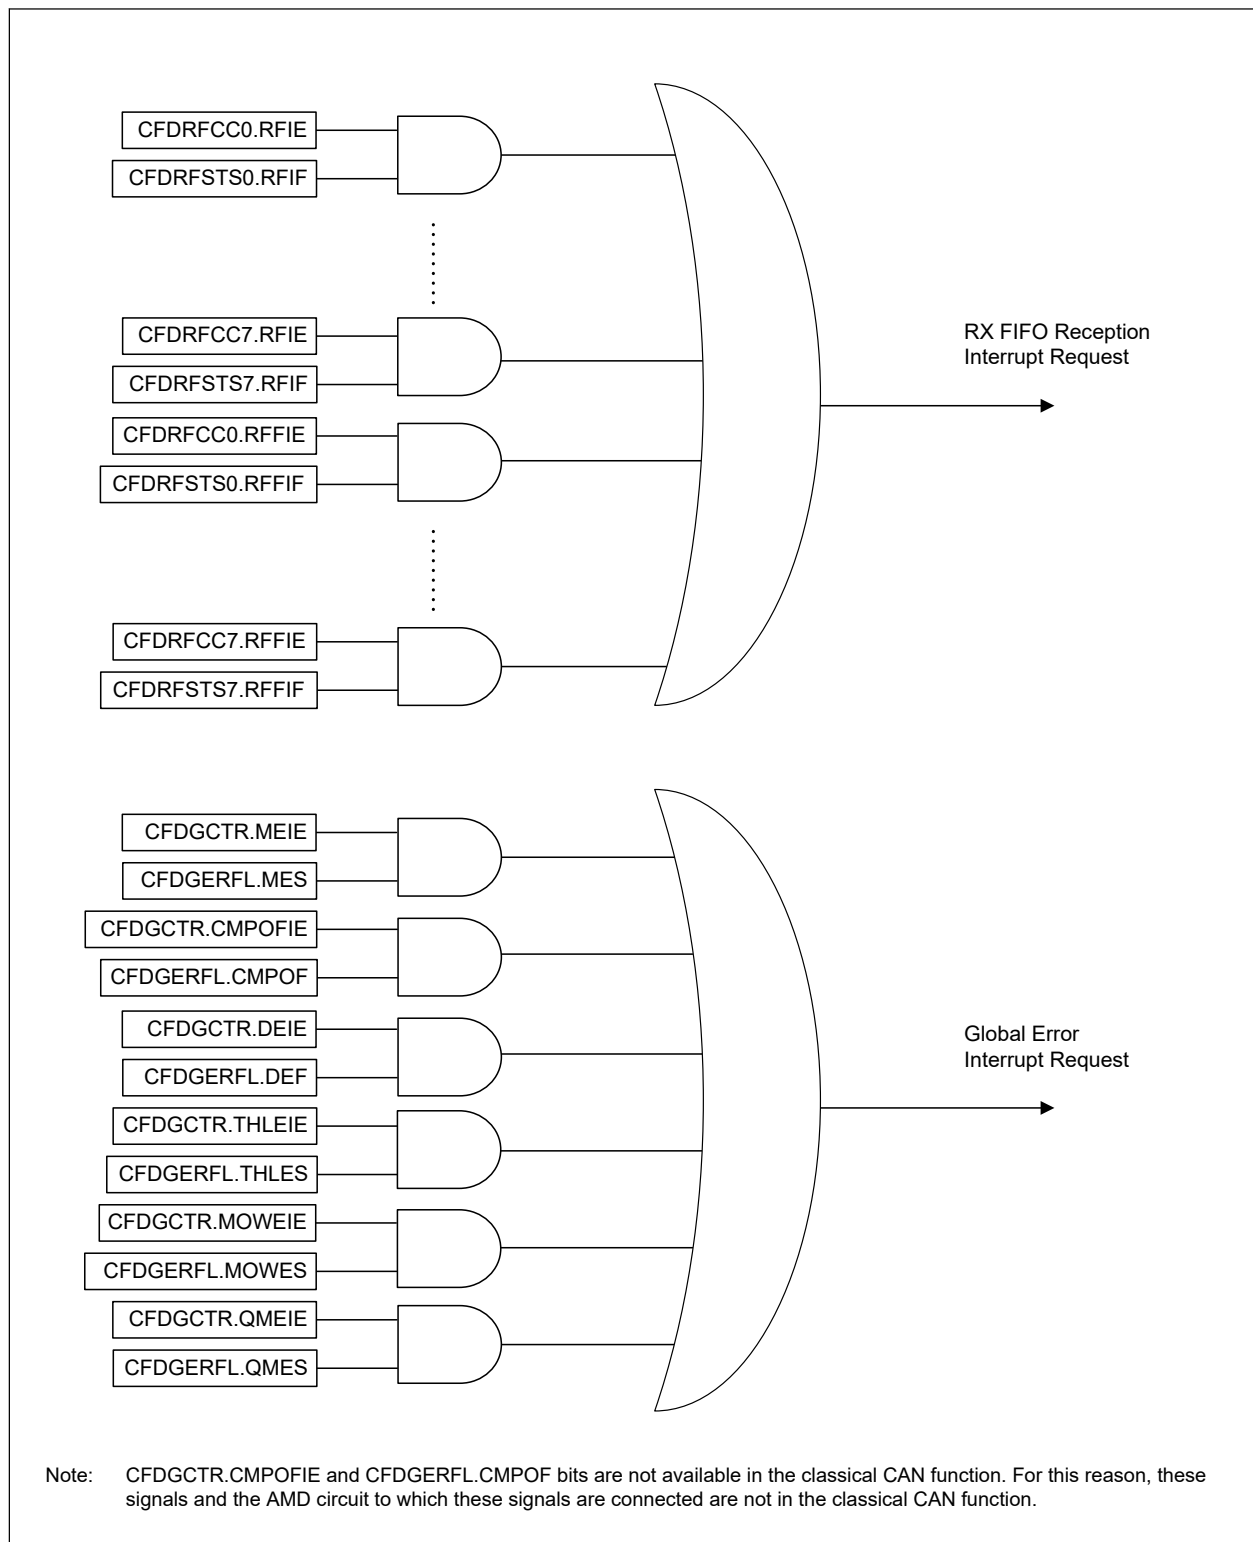 CFDRFCC0.RFIE
CFDRFSTS0.RFIF
CFDRFCC7.RFIE
CFDRFSTS7.RFIF
CFDRFCC0.RFFIE
CFDRFSTS0.RFFIF
CFDRFCC7.RFFIE
CFDRFSTS7.RFFIF
RX FIFO Reception
Interrupt Request
CFDGCTR.MEIE
CFDGERFL.MES
CFDGCTR.CMPOFIE
CFDGERFL.CMPOF
CFDGCTR.DEIE
CFDGERFL.DEF
CFDGCTR.THLEIE
CFDGERFL.THLES
CFDGCTR.MOWEIE
CFDGERFL.MOWES
CFDGCTR.QMEIE
CFDGERFL.QMES
Global Error
Interrupt Request
Note: CFDGCTR.CMPOFIE and CFDGERFL.CMPOF bits are not available in the classical CAN function. For this reason, these
signals and the AMD circuit to which these signals are connected are not in the classical CAN function.